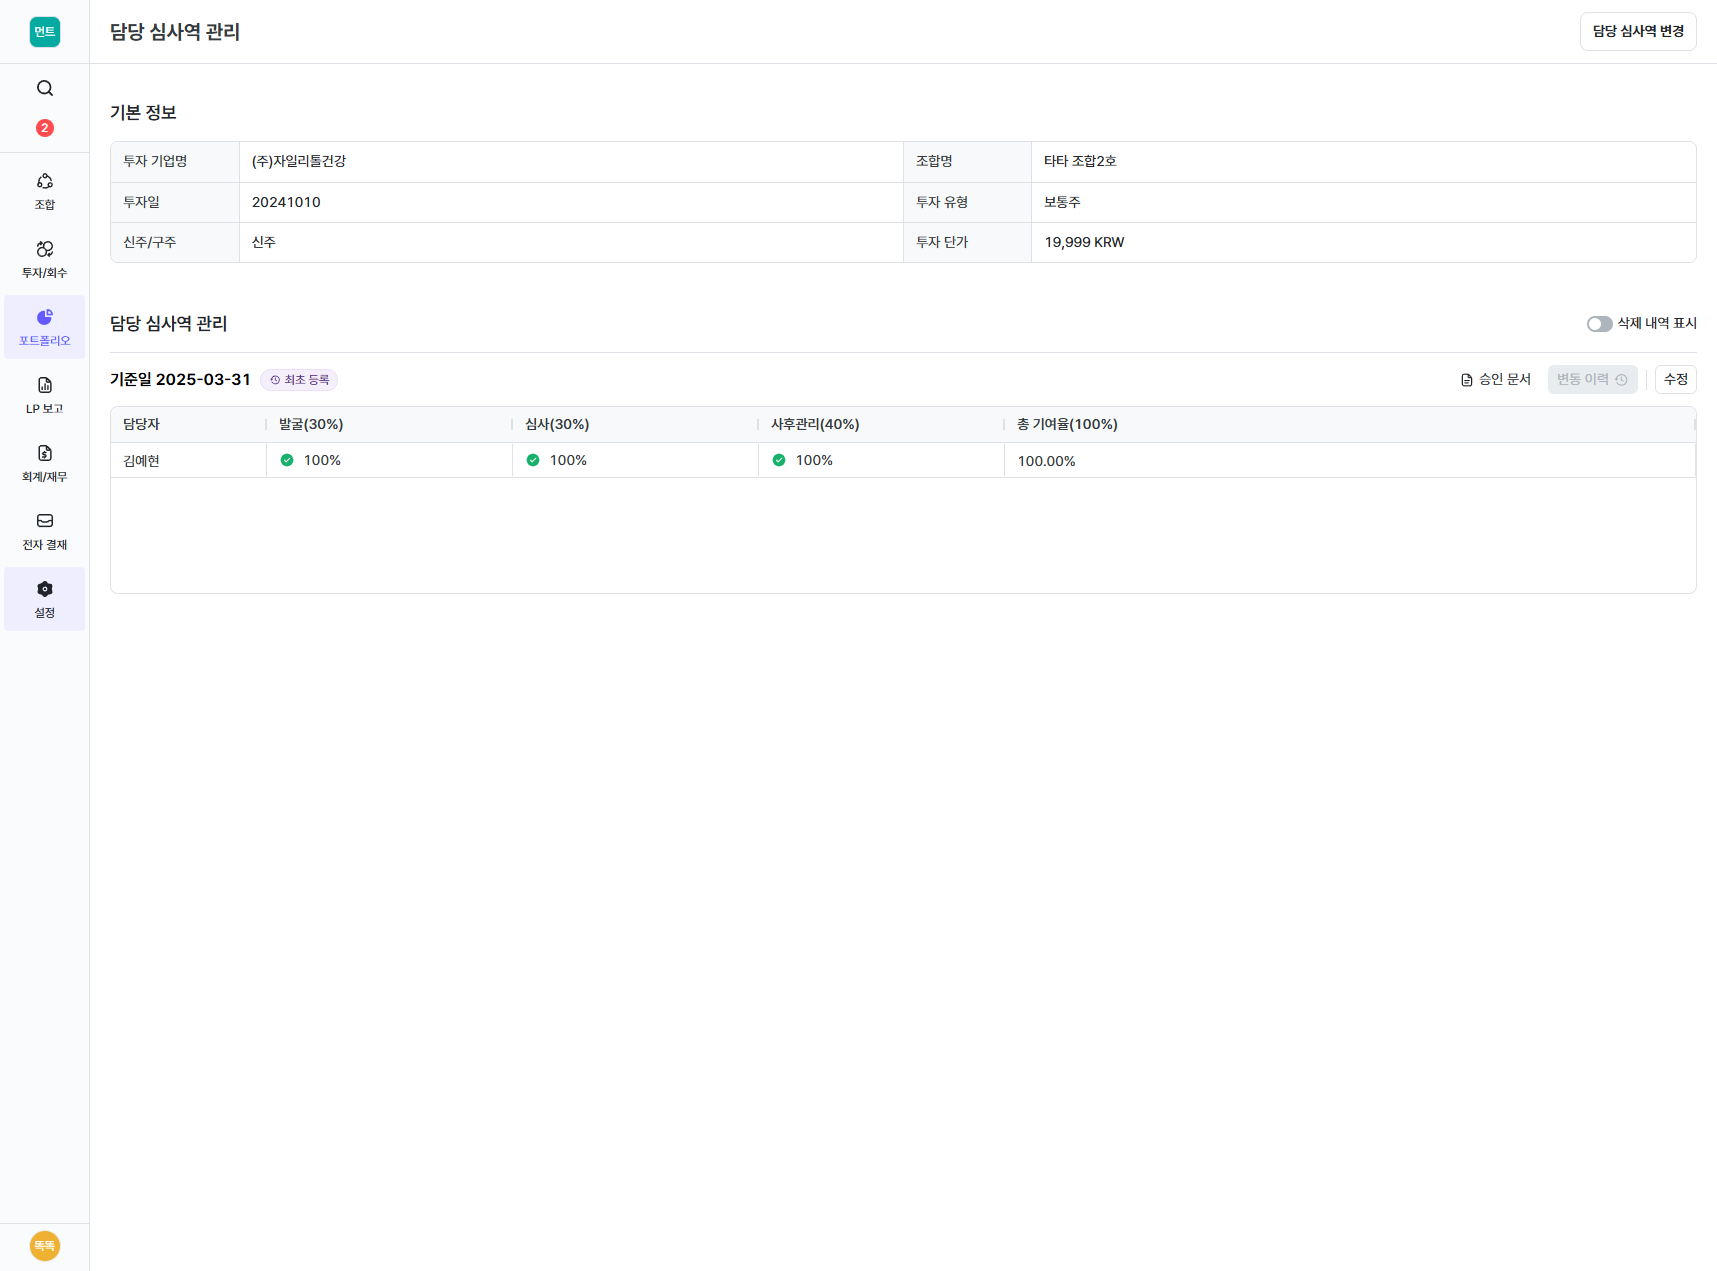 먼트
담당 심사역 관리
담당 심사역 변경
2
조합
투자/회수
포트폴리오
LP 보고
회계/재무
전자 결재
설정
똑똑
기본 정보
투자 기업명 (주)자일리톨건강 조합명 타타 조합2호
투자일 20241010 투자 유형 보통주
신주/구주 신주 투자 단가 19,999 KRW
담당 심사역 관리
삭제 내역 표시
기준일 2025-03-31 최초 등록
승인 문서 변동 이력 수정
담당자 발굴(30%) 심사(30%) 사후관리(40%) 총 기여율(100%)
김예현 100% 100% 100% 100.00%